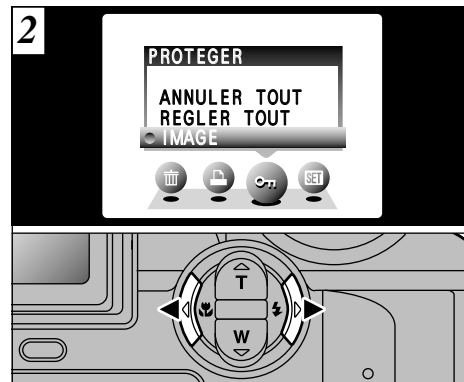 2
PROTEGER
ANNULER TOUT
REGLER TOUT
IMAGE
SET
T
W